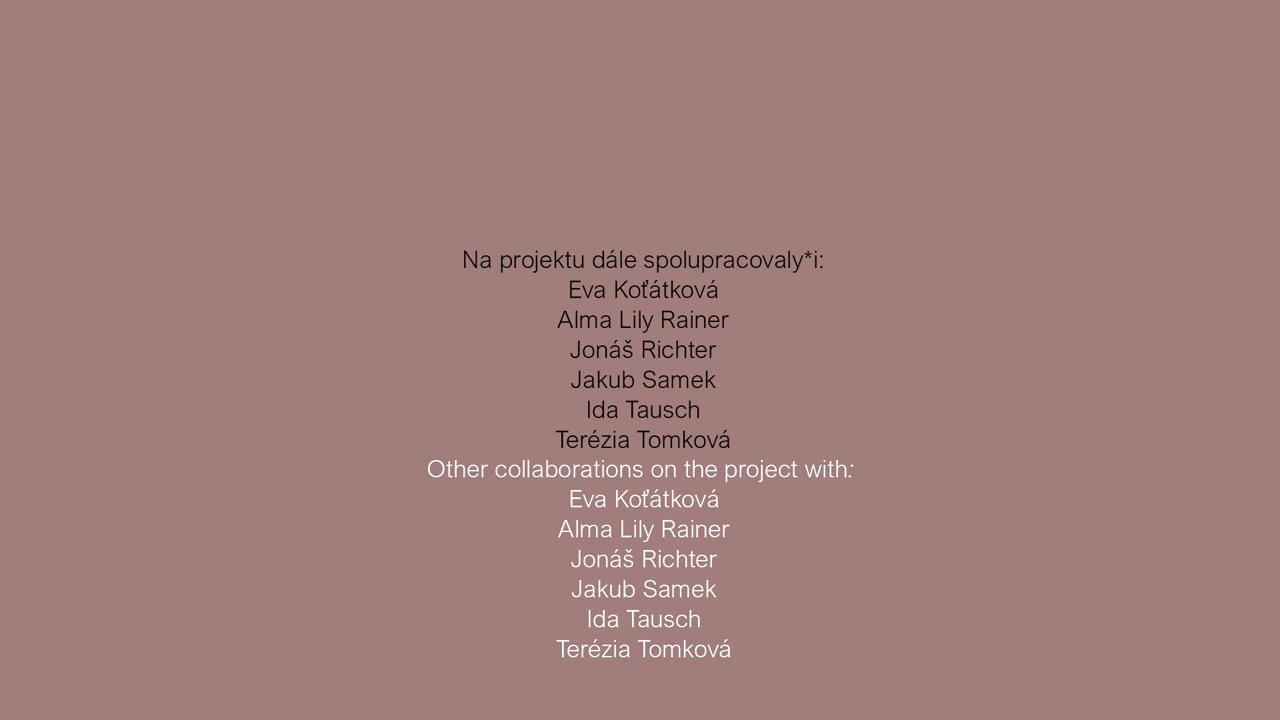 Na projektu dále spolupracovaly*i:
Eva Koťátková
Alma Lily Rainer
Jonáš Richter
Jakub Samek
Ida Tausch
Terézia Tomková
Other collaborations on the project with:
Eva Koťátková
Alma Lily Rainer
Jonáš Richter
Jakub Samek
Ida Tausch
Terézia Tomková